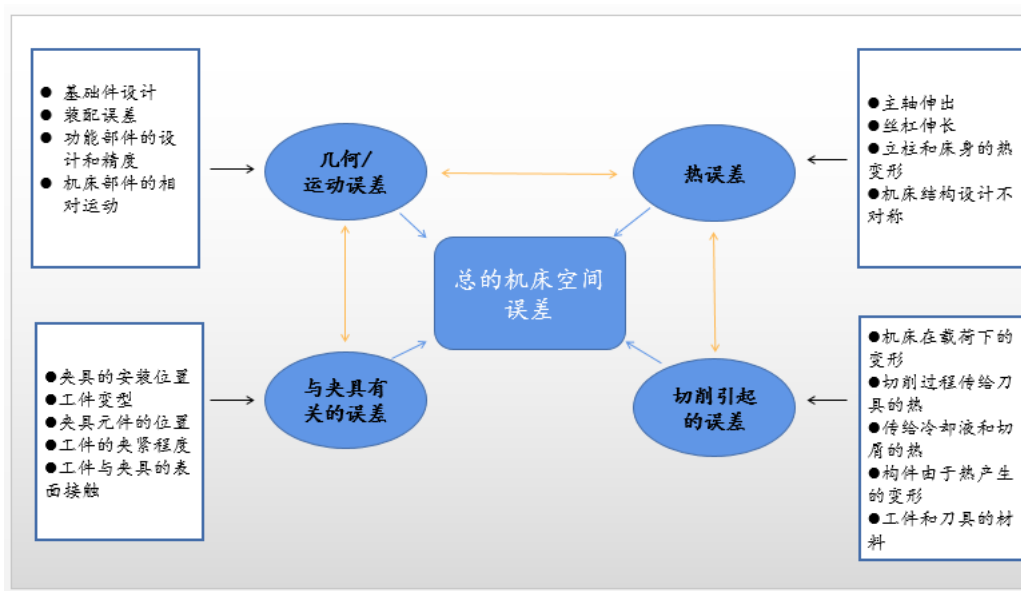 ● 基础件设计
● 装配误差
● 功能部件的设
计和精度
● 机床部件的相
对运动
几何/
运动误差
热误差
●主轴伸出
●丝杠伸长
●立柱和床身的热
变形
●机床结构设计不
对称
总的机床空间
误差
●夹具的安装位置
●工件变型
●夹具元件的位置
●工件的夹紧程度
●工件与夹具的表
面接触
与夹具有
关的误差
切削引起
的误差
●机床在载荷下的
变形
●切削过程传给刀
具的热
●传给冷却液和切
屑的热
●构件由于热产生
的变形
●工件和刀具的材
料